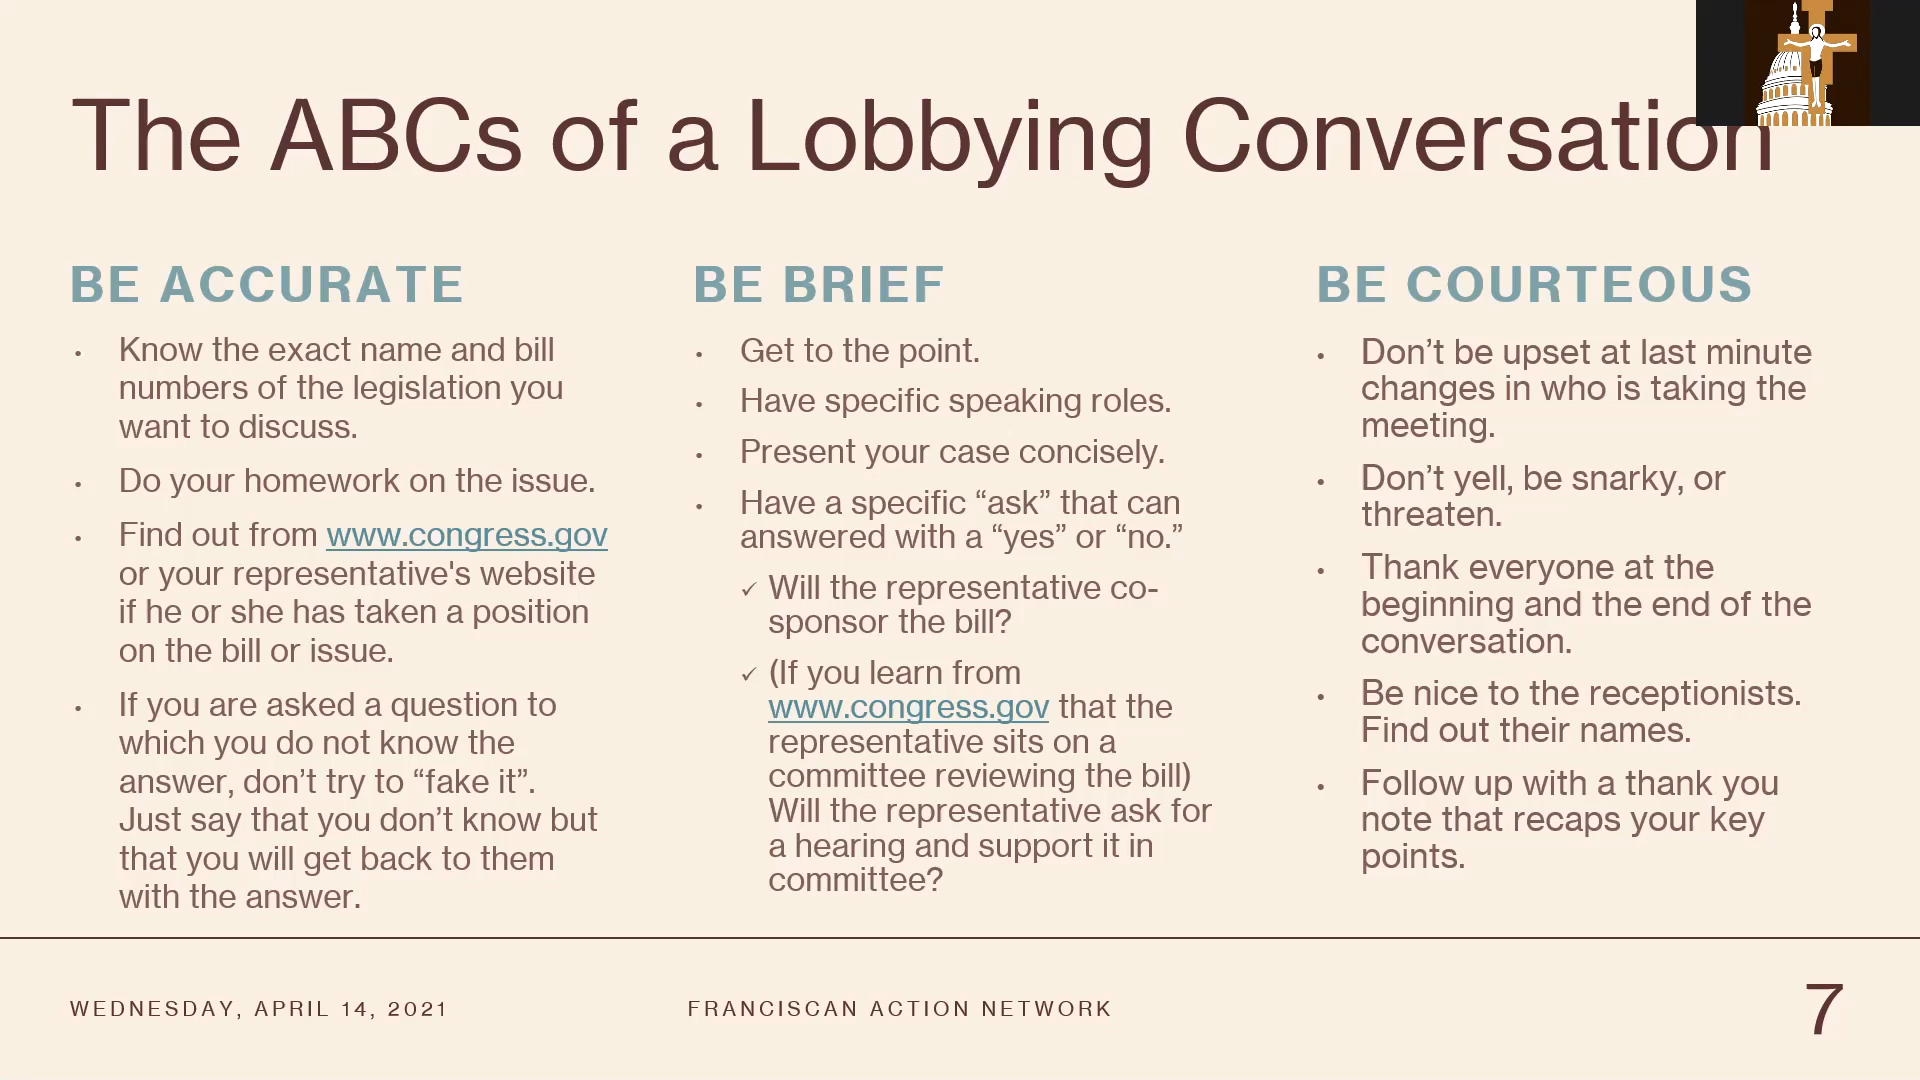 The ABCs of a Lobbying Conversation
BE ACCURATE
• Know the exact name and bill
numbers of the legislation you
want to discuss.
• Do your homework on the issue.
• Find out from www.congress.gov
or your representative's website
if he or she has taken a position
on the bill or issue.
• If you are asked a question to
which you do not know the
answer, don’t try to “fake it”.
Just say that you don’t know but
that you will get back to them
with the answer.
BE BRIEF
• Get to the point.
• Have specific speaking roles.
• Present your case concisely.
• Have a specific “ask” that can
answered with a “yes” or “no.”
✓ Will the representative co-
sponsor the bill?
✓ (If you learn from
www.congress.gov that the
representative sits on a
committee reviewing the bill)
Will the representative ask for
a hearing and support it in
committee?
BE COURTEOUS
• Don’t be upset at last minute
changes in who is taking the
meeting.
• Don’t yell, be snarky, or
threaten.
• Thank everyone at the
beginning and the end of the
conversation.
• Be nice to the receptionists.
Find out their names.
• Follow up with a thank you
note that recaps your key
points.
WEDNESDAY, APRIL 14, 2021
FRANCISCAN ACTION NETWORK
7